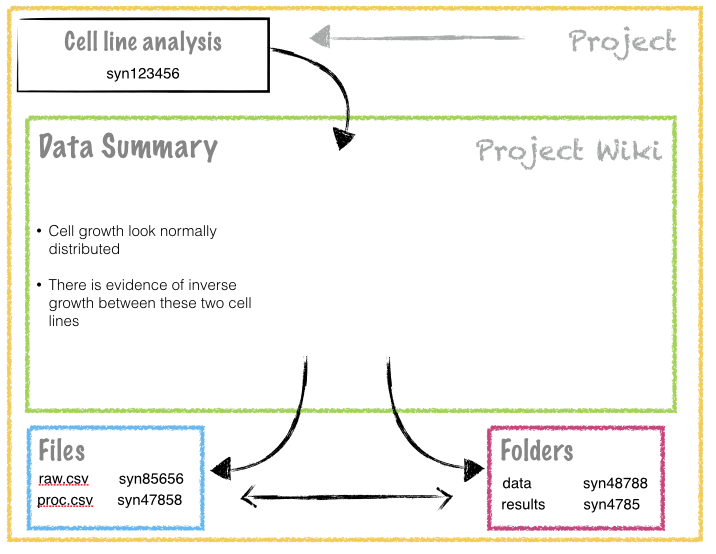 Cell line analysis
syn123456
Project
Data Summary
Project Wiki
• Cell growth look normally
distributed
• There is evidence of inverse
growth between these two cell
lines
Files
raw.csv syn85656
proc.csv syn47858
Folders
data syn48788
results syn4785